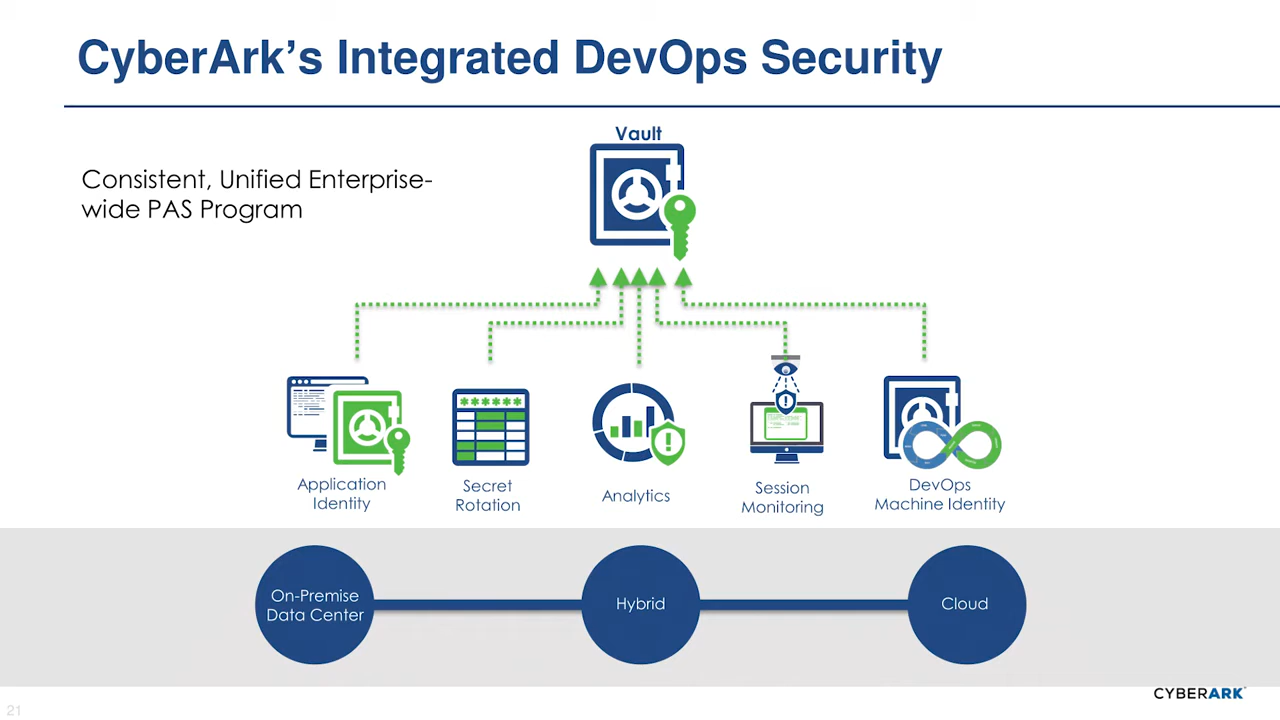 CyberArk's Integrated DevOps Security
Consistent, Unified Enterprise-
wide PAS Program
Vault
Application
Identity
Secret
Rotation
Analytics
Session
Monitoring
DevOps
Machine Identity
On-Premise
Data Center
Hybrid
Cloud
CYBERARK
21